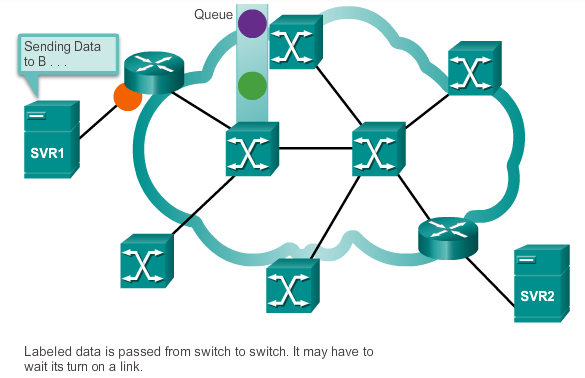 Queue
Sending Data
to B . . .
SVR1
SVR2
Labeled data is passed from switch to switch. It may have to
wait its turn on a link.